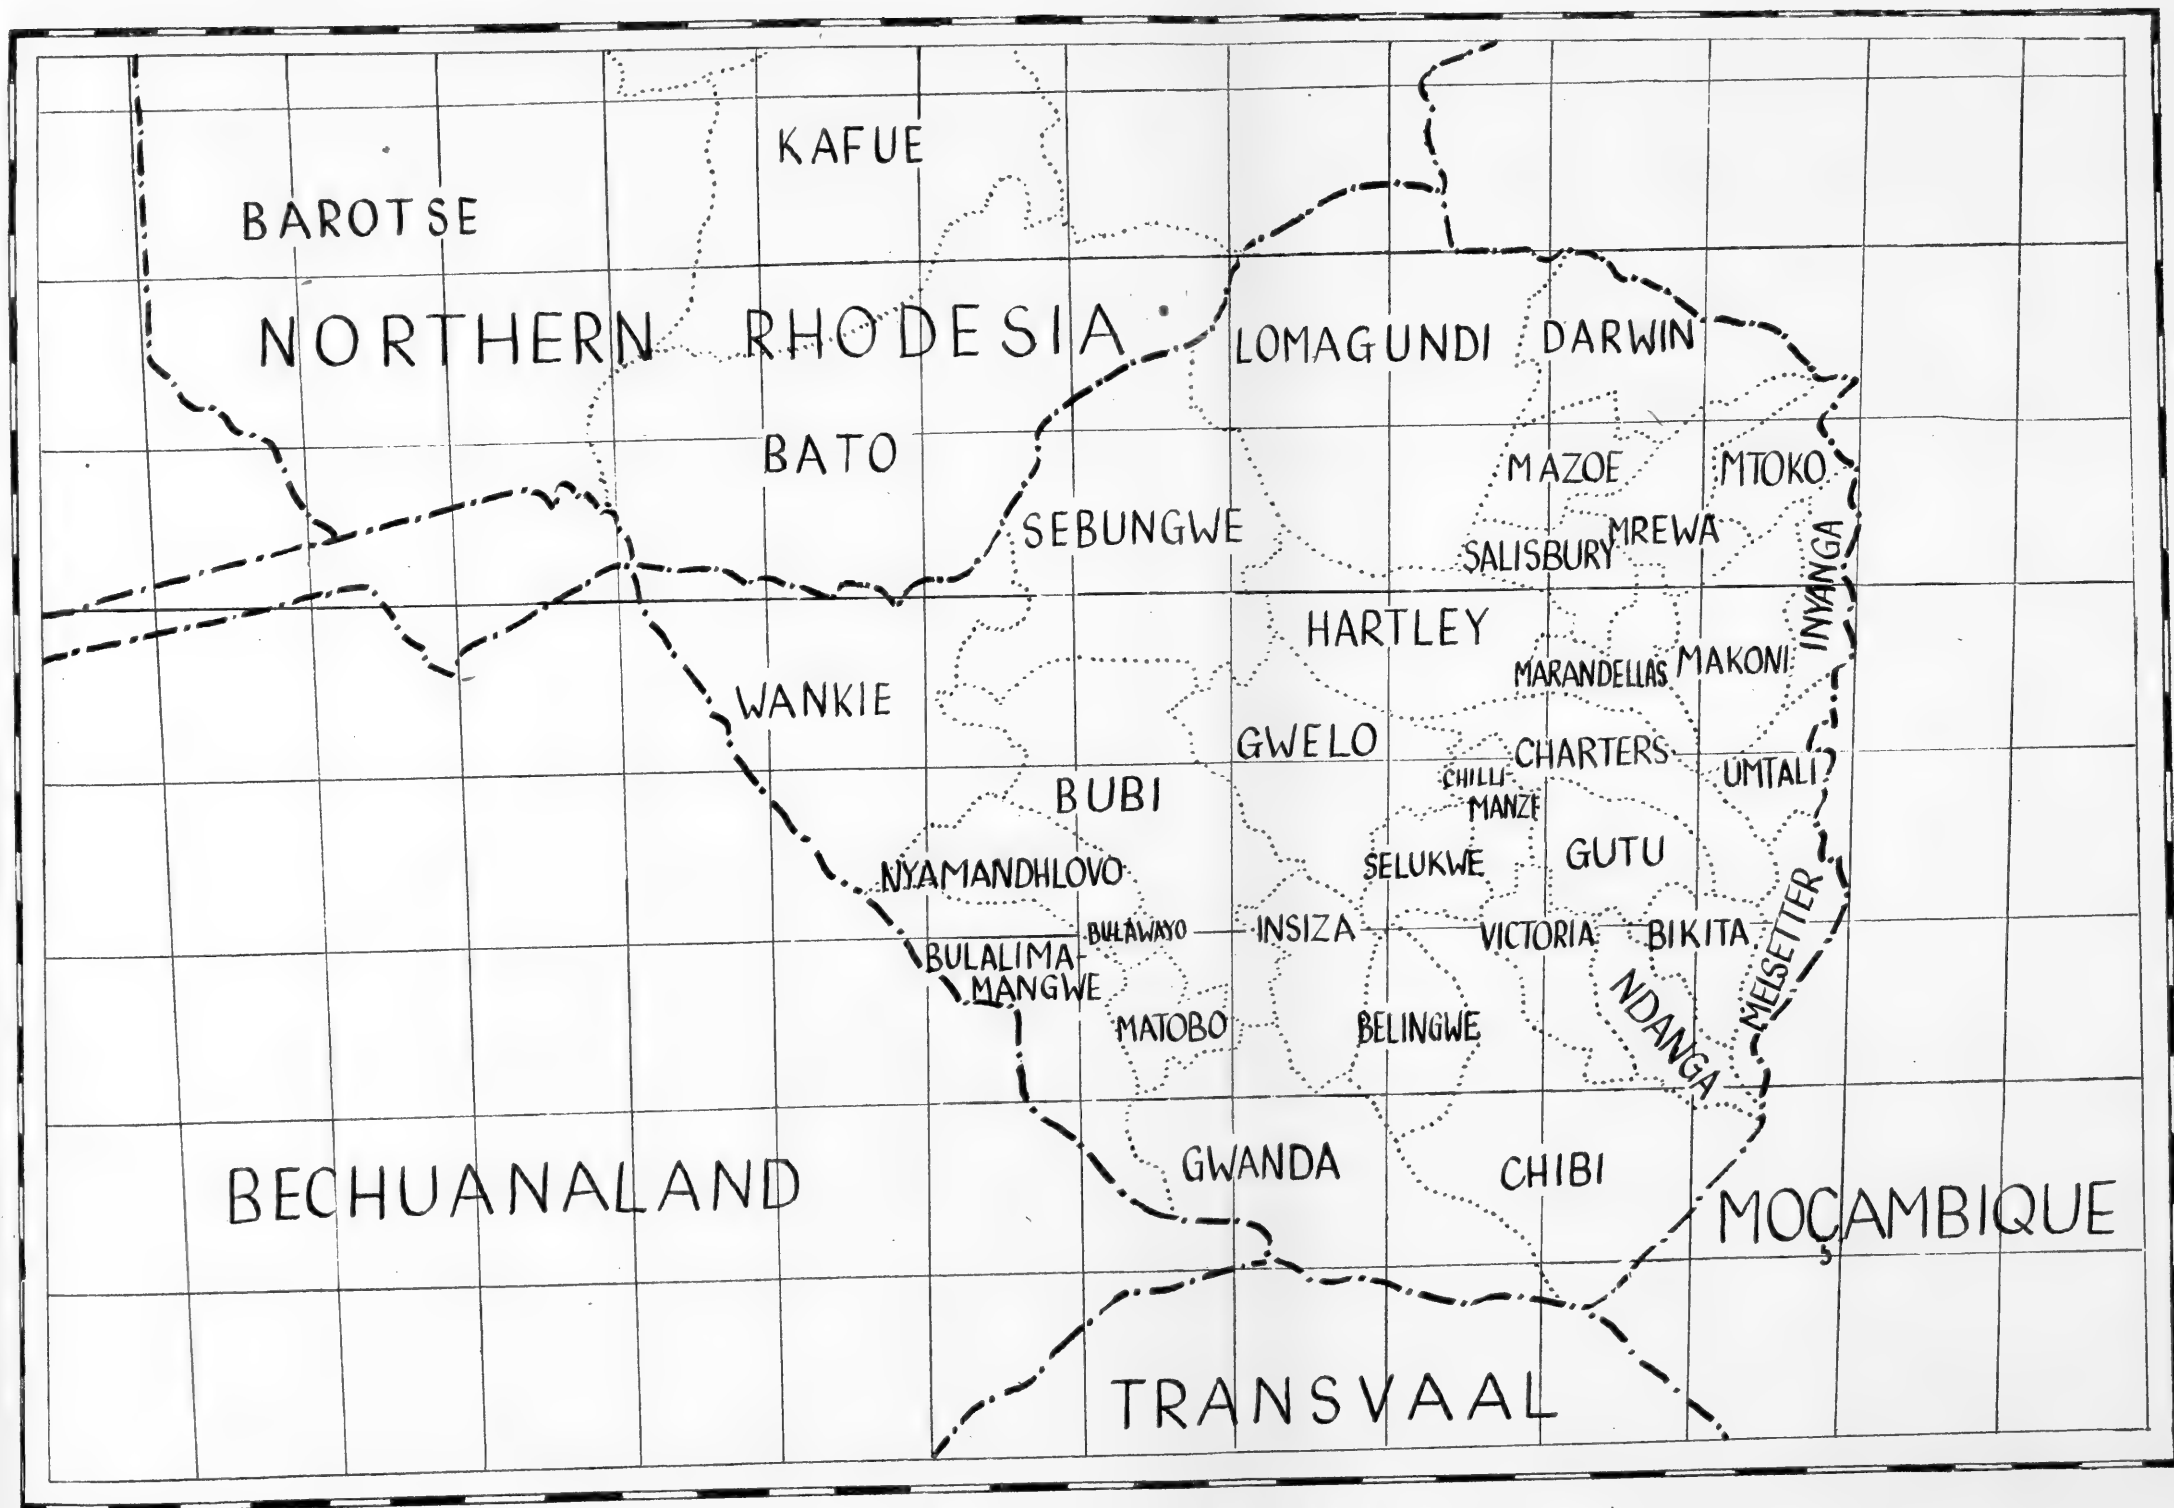 KAFUE
BAROTSE
NORTHERN RHODESIA
LOMAGUNDI
DARWIN
BATO
MAZOE
MTOKO
SEBUNGWE
SALISBURY
MREWA
INYANGA
HARTLEY
MARANDELLAS
MAKONI
WANKIE
GWELO
CHARTERS
CHILLI-
MANZE
UMTALI
BUBI
SELUKWE
GUTU
NYAMANDHLOVO
BULAWAYO
INSIZA
VICTORIA
BIKITA
MELSETTER
BULALIMA-
MANGWE
MATOBO
BELINGWE
NDANGA
GWANDA
CHIBI
BECHUANALAND
MOÇAMBIQUE
TRANSVAAL